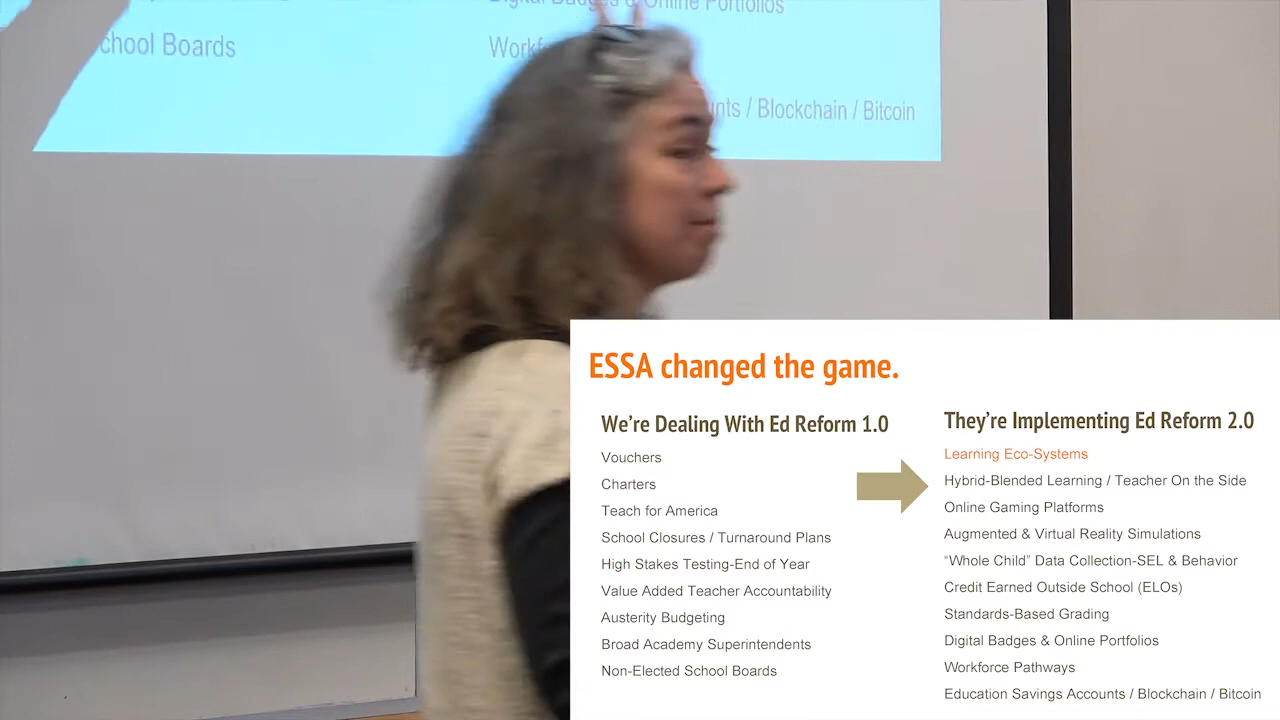 Digital Badges & Online Portfolios
School Boards
nts / Blockchain / Bitcoin
ESSA changed the game.
We're Dealing With Ed Reform 1.0
Vouchers
Charters
Teach for America
School Closures / Turnaround Plans
High Stakes Testing-End of Year
Value Added Teacher Accountability
Austerity Budgeting
Broad Academy Superintendents
Non-Elected School Boards
They're Implementing Ed Reform 2.0
Learning Eco-Systems
Hybrid-Blended Learning / Teacher On the Side
Online Gaming Platforms
Augmented & Virtual Reality Simulations
“Whole Child” Data Collection-SEL & Behavior
Credit Earned Outside School (ELOs)
Standards-Based Grading
Digital Badges & Online Portfolios
Workforce Pathways
Education Savings Accounts / Blockchain / Bitcoin